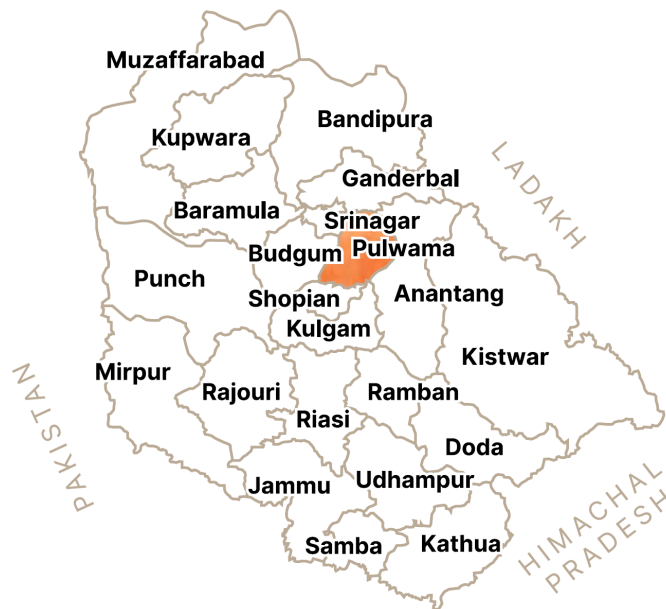 Muzaffarabad
Bandipura
Kupwara
LADAKH
Ganderbal
Baramula
Srinagar
Budgum
Pulwama
Punch
Shopian
Anantang
Kulgam
Kistwar
Mirpur
Rajouri
Ramban
Riasi
PAKISTAN
Doda
Jammu
Udhampur
Samba
Kathua
HIMACHAL
PRADESH